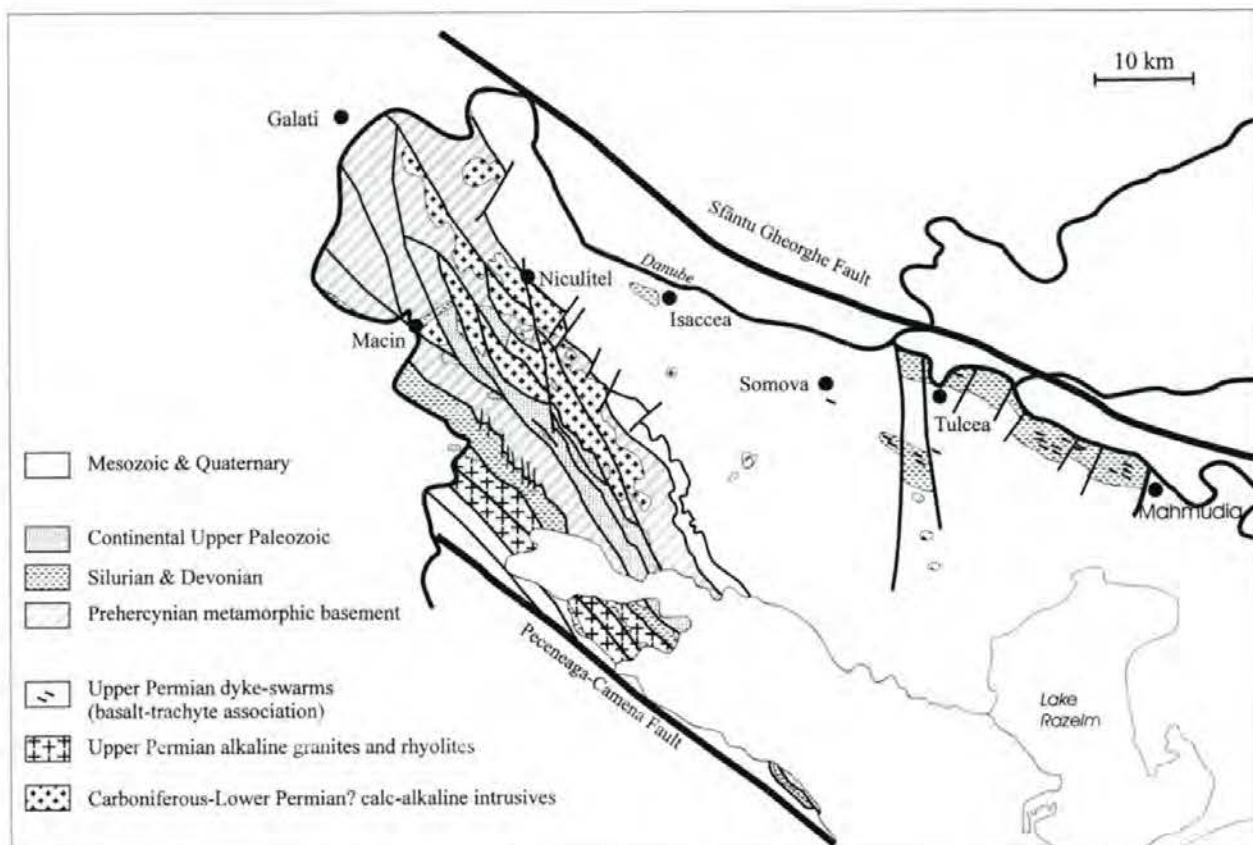 10 km
Galati
Sfântu Gheorghe Fault
Danube
Niculitel
Isaccea
Macin
Somova
Tulcea
Mahmudia
Mesozoic & Quaternary
Continental Upper Paleozoic
Silurian & Devonian
Prehercynian metamorphic basement
Peceneaga-Camena Fault
Upper Permian dyke-swarms
(basalt-trachyte association)
Upper Permian alkaline granites and rhyolites
Carboniferous-Lower Permian? calc-alkaline intrusives
Lake
Razelm